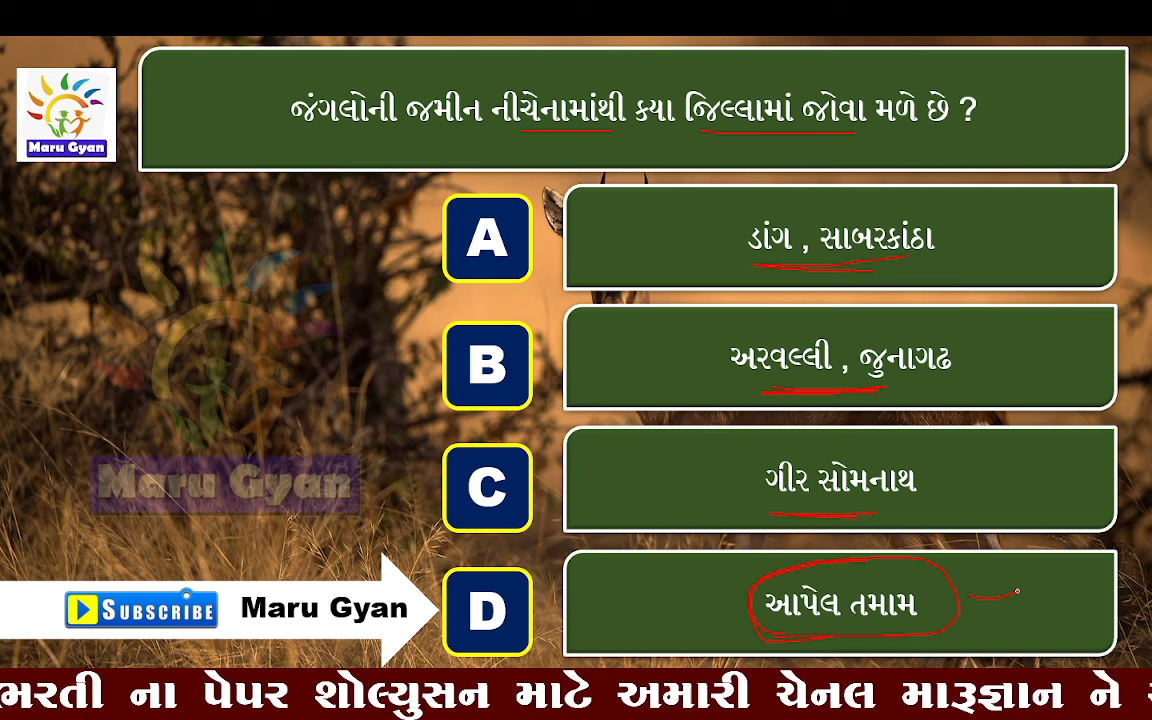 જંગલોની જમીન નીચેનામાંથી ક્યા જિલ્લામાં જોવા મળે છે ?
Maru Gyan
A
ડાંગ , સાબરકાંઠા
B
અરવલ્લી , જુનાગઢ
Maru Gyan
C
ગીર સોમનાથ
SUBSCRIBE
Maru Gyan
D
આપેલ તમામ
ભરતી ના પેપર શોલ્યુસન માટે અમારી ચેનલ મારૂજ્ઞાન ને